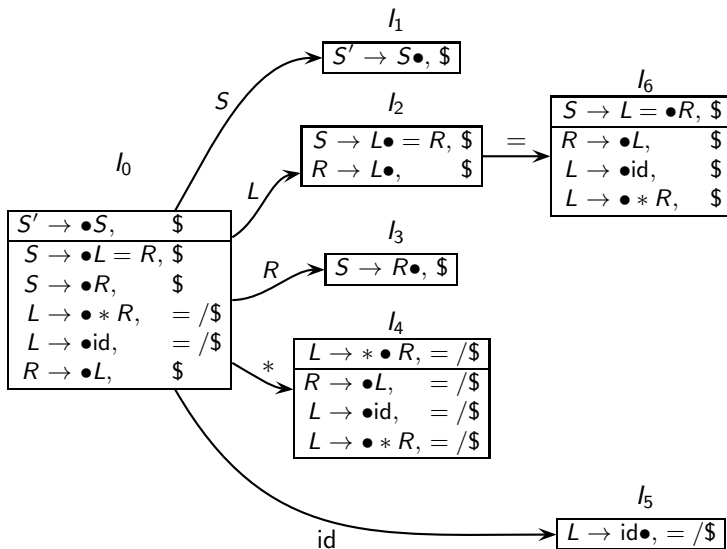 I₁
S′ → S•, $
S
I₂
S → L• = R, $
R → L•, $
=
I₆
S → L = •R, $
R → •L, $
L → •id, $
L → • * R, $
I₀
S′ → •S, $
S → •L = R, $
S → •R, $
L → • * R, = /$
L → •id, = /$
R → •L, $
L
R
I₃
S → R•, $
*
I₄
L → * • R, = /$
R → •L, = /$
L → •id, = /$
L → • * R, = /$
id
I₅
L → id•, = /$